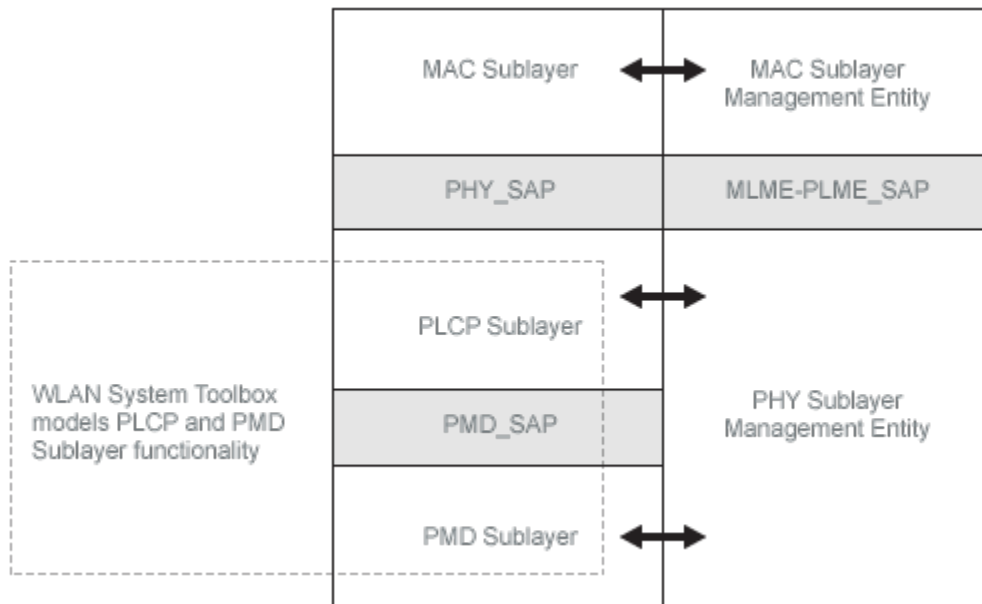 MAC Sublayer
MAC Sublayer
Management Entity
PHY_SAP
MLME-PLME_SAP
PLCP Sublayer
WLAN System Toolbox
models PLCP and PMD
Sublayer functionality
PMD_SAP
PHY Sublayer
Management Entity
PMD Sublayer